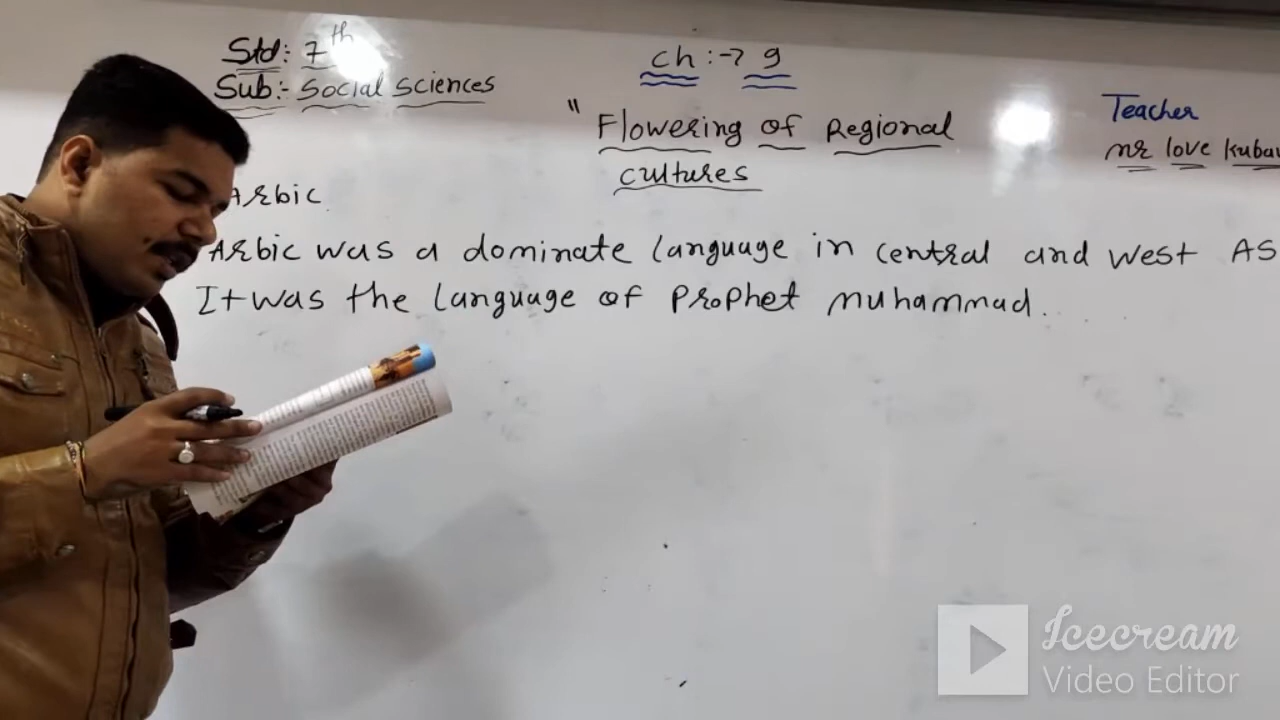 Std: 7th
Sub:- Social Sciences
ch :→ 9
" Flowering of Regional
cultures
Teacher
mr love
Arbic
Arbic was a dominate language in central and west AS
It was the language of Prophet muhammad.
Icecream
Video Editor